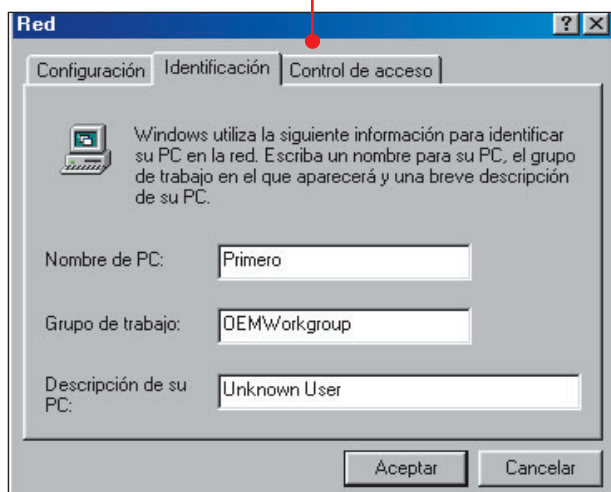 Red
Configuración Identificación Control de acceso
Windows utiliza la siguiente información para identificar
su PC en la red. Escriba un nombre para su PC, el grupo
de trabajo en el que aparecerá y una breve descripción
de su PC.
Nombre de PC: Primero
Grupo de trabajo: OEMWorkgroup
Descripción de su
PC: Unknown User
Aceptar Cancelar